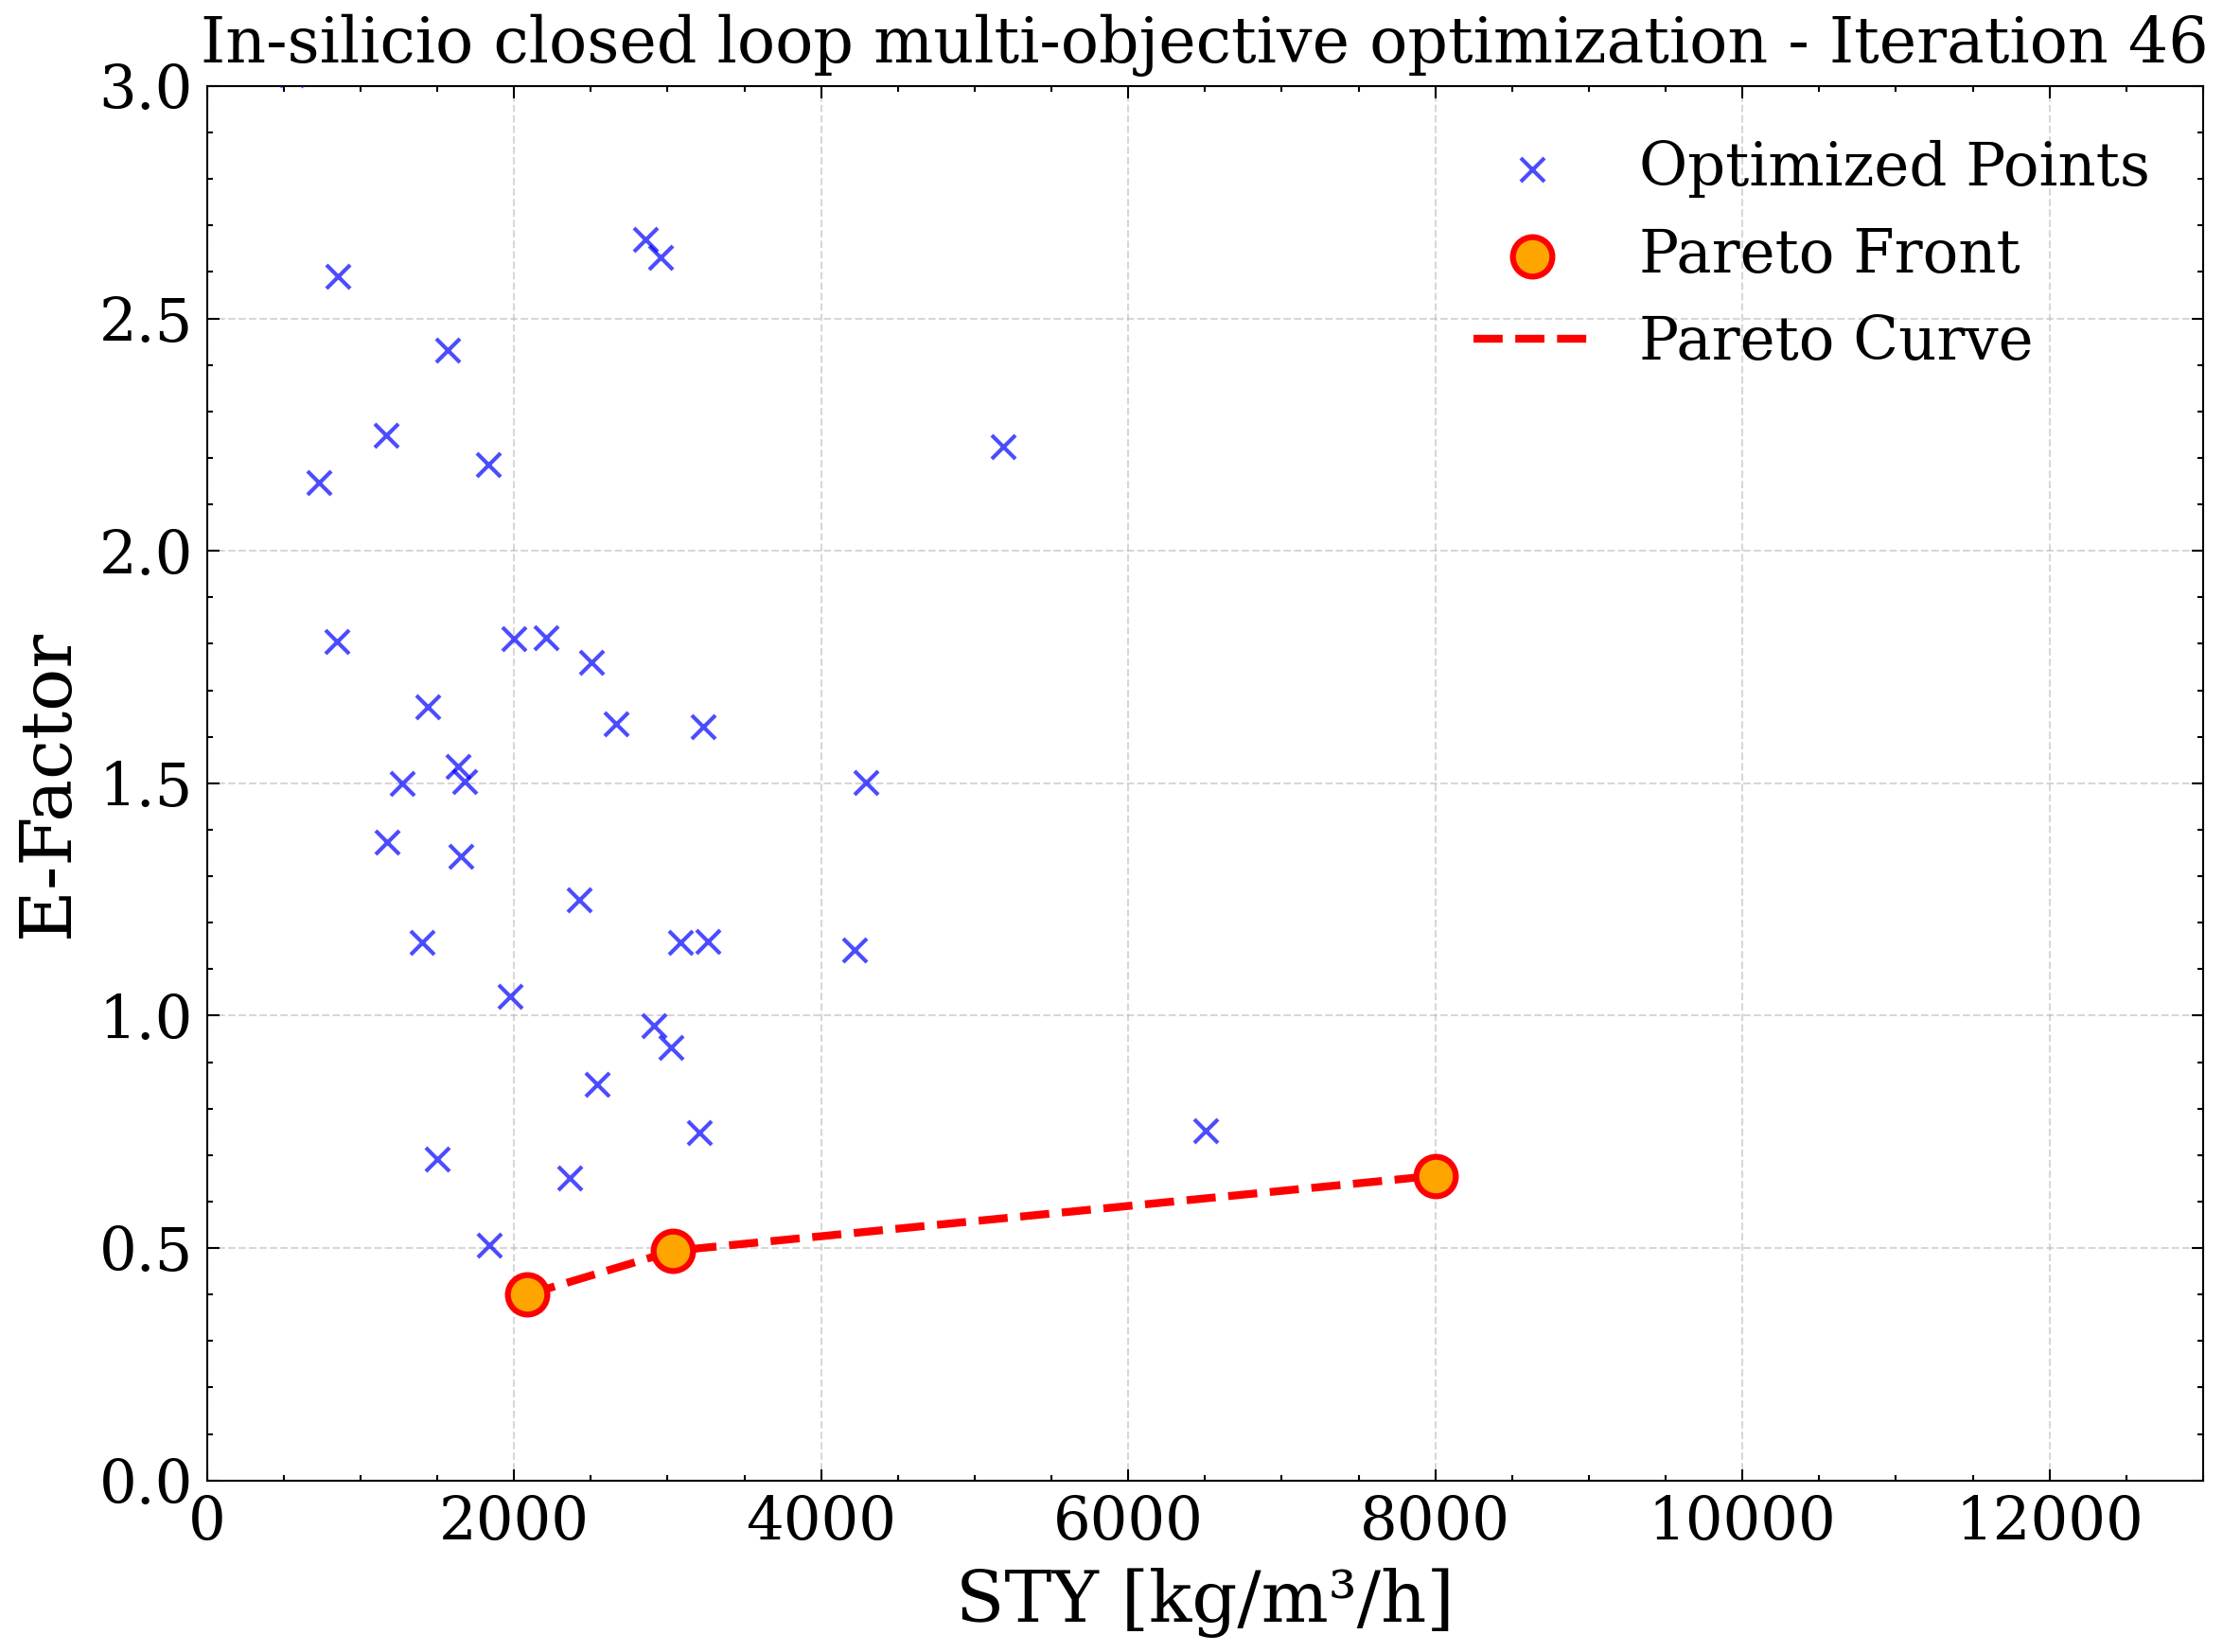 In-silicio closed loop multi-objective optimization - Iteration 46
3.0
2.5
2.0
1.5
1.0
0.5
0.0
E-Factor
Optimized Points
Pareto Front
Pareto Curve
0 2000 4000 6000 8000 10000 12000
STY [kg/m³/h]